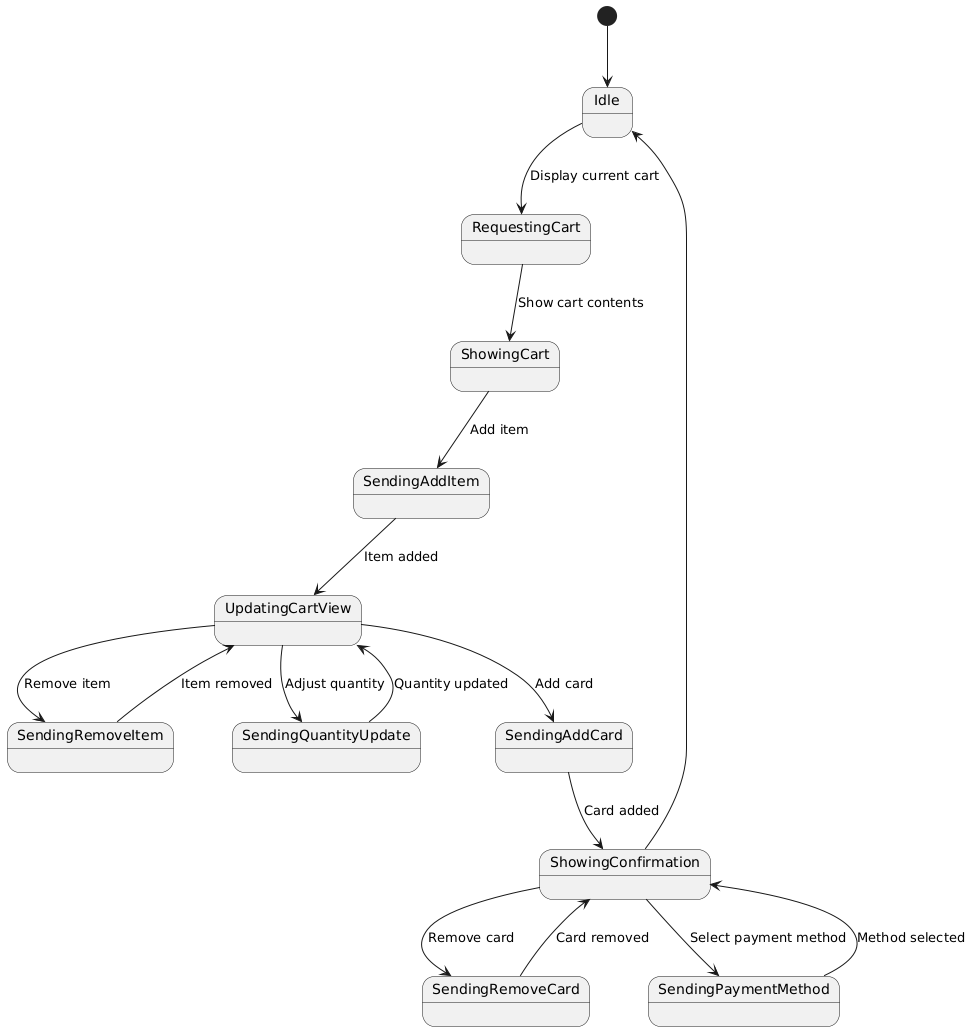 Idle
Display current cart
RequestingCart
Show cart contents
ShowingCart
Add item
SendingAddItem
Item added
UpdatingCartView
Remove item
Item removed
Adjust quantity
Quantity updated
Add card
SendingRemoveItem
SendingQuantityUpdate
SendingAddCard
Card added
ShowingConfirmation
Remove card
Card removed
Select payment method
Method selected
SendingRemoveCard
SendingPaymentMethod